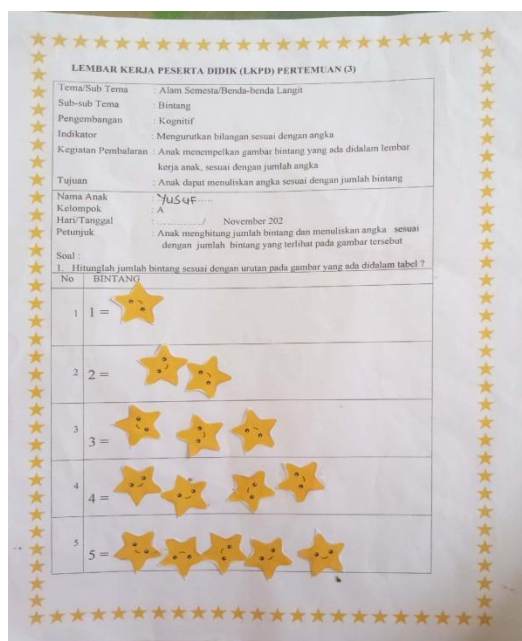 LEMBAR KERJA PESERTA DIDIK (LKPD) PERTEMUAN (3)
Tema/Sub Tema : Alam Semesta/Benda-benda Langit
Sub-sub Tema : Bintang
Pengembangan : Kognitif
Indikator : Mengurutkan bilangan sesuai dengan angka
Kegiatan Pembalaran : Anak menempelkan gambar bintang yang ada didalam lembar
kerja anak, sesuai dengan jumlah angka
Tujuan : Anak dapat menuliskan angka sesuai dengan jumlah bintang
Nama Anak : YUSUF
Kelompok : A
Hari/Tanggal : ............../ November 202
Petunjuk : Anak menghitung jumlah bintang dan menuliskan angka sesuai
dengan jumlah bintang yang terlihat pada gambar tersebut
Soal :
1. Hitunglah jumlah bintang sesuai dengan urutan pada gambar yang ada didalam tabel ?
No BINTANG
1 1 =
2 2 =
3 3 =
4 4 =
5 5 =